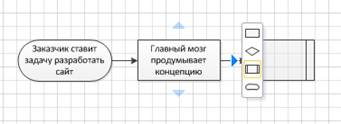 Заказчик ставит
задачу разработать
сайт
Главный мозг
продумывает
концепцию